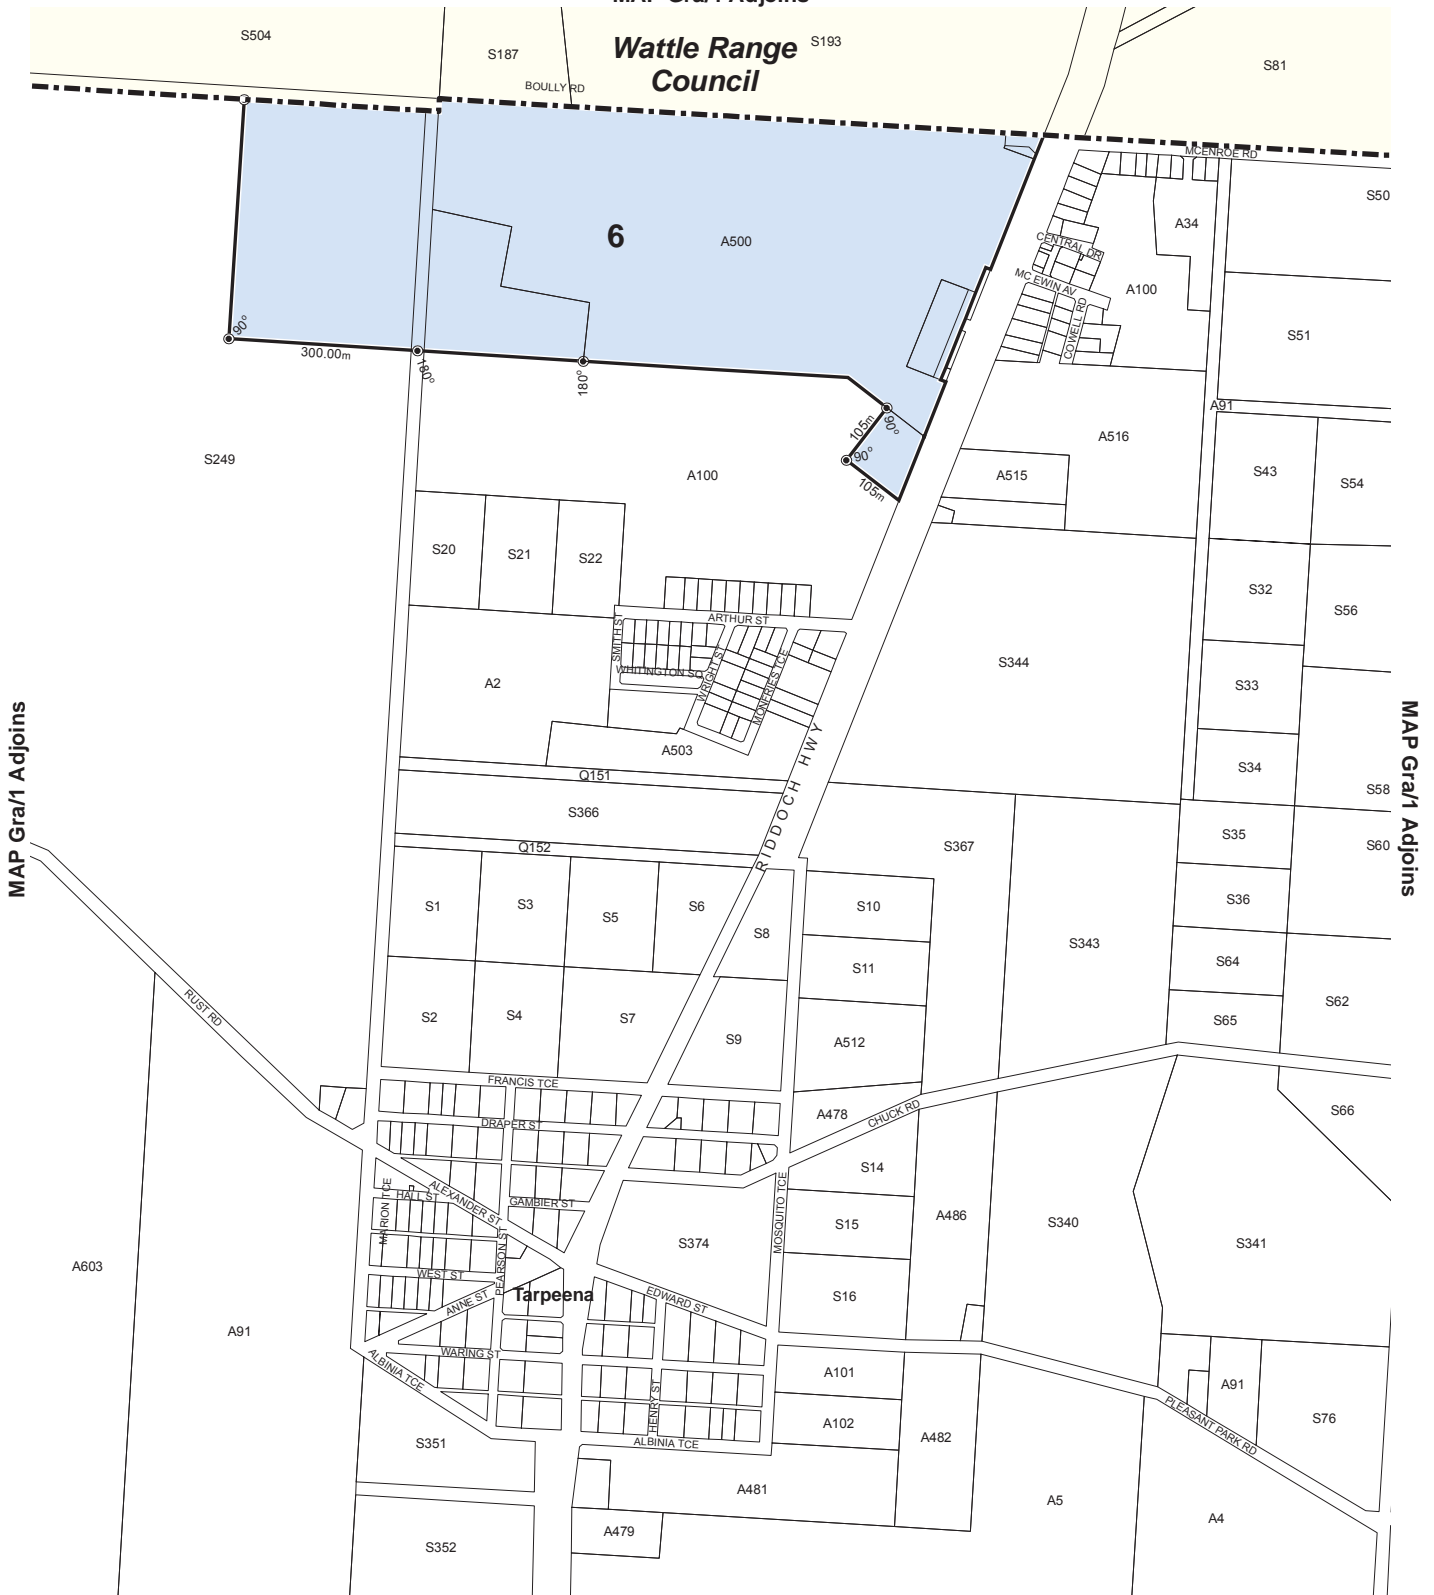 MAP Gra/1 Adjoins
S504
S187
Wattle Range
Council
S193
S81
BOULLY RD
MCENROE RD
S50
6
A500
A34
CENTRAL DR
MC EWIN AV
A100
COWELL RD
S51
90°
300.00m
180°
180°
A91
105m
90°
90°
105m
A516
S249
A100
A515
S43
S54
S20
S21
S22
S32
S56
ARTHUR ST
SMITH ST
WHITINGTON SQ
WRIGHT ST
MONFRIES TCE
A2
S344
S33
A503
S34
MAP Gra/1 Adjoins
MAP Gra/1 Adjoins
Q151
RIDDOCH HWY
S58
S366
Q152
S367
S35
S60
S1
S3
S5
S6
S8
S10
S36
S343
S11
S64
RUST RD
S2
S4
S7
S9
A512
S62
S65
FRANCIS TCE
A478
CHUCK RD
S66
DRAPER ST
S14
ALEXANDER ST
HALL ST
MARION TCE
GAMBIER ST
MOSQUITO TCE
S15
A486
S340
S341
S374
PEARSON ST
A603
WEST ST
Tarpeena
ANNE ST
EDWARD ST
S16
A91
WARING ST
ALBINIA TCE
HENRY ST
A101
A91
A102
PLEASANT PARK RD
S76
S351
ALBINIA TCE
A482
A481
A5
A4
A479
S352